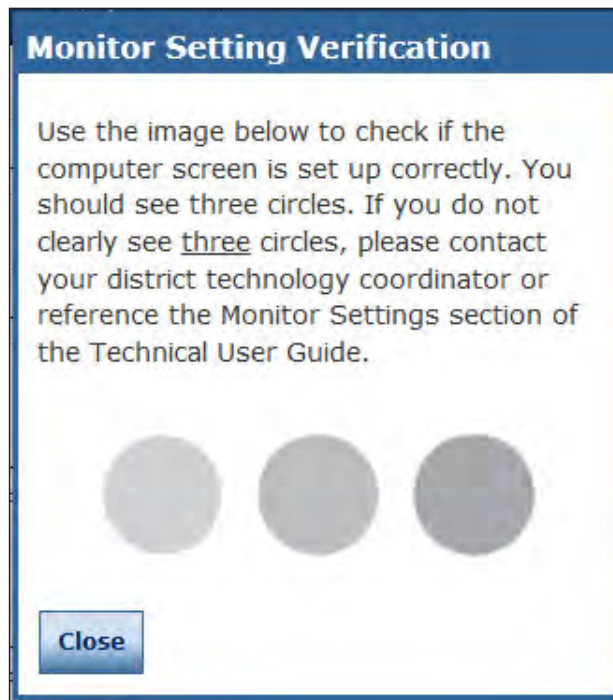 Monitor Setting Verification
Use the image below to check if the
computer screen is set up correctly. You
should see three circles. If you do not
clearly see three circles, please contact
your district technology coordinator or
reference the Monitor Settings section of
the Technical User Guide.
Close